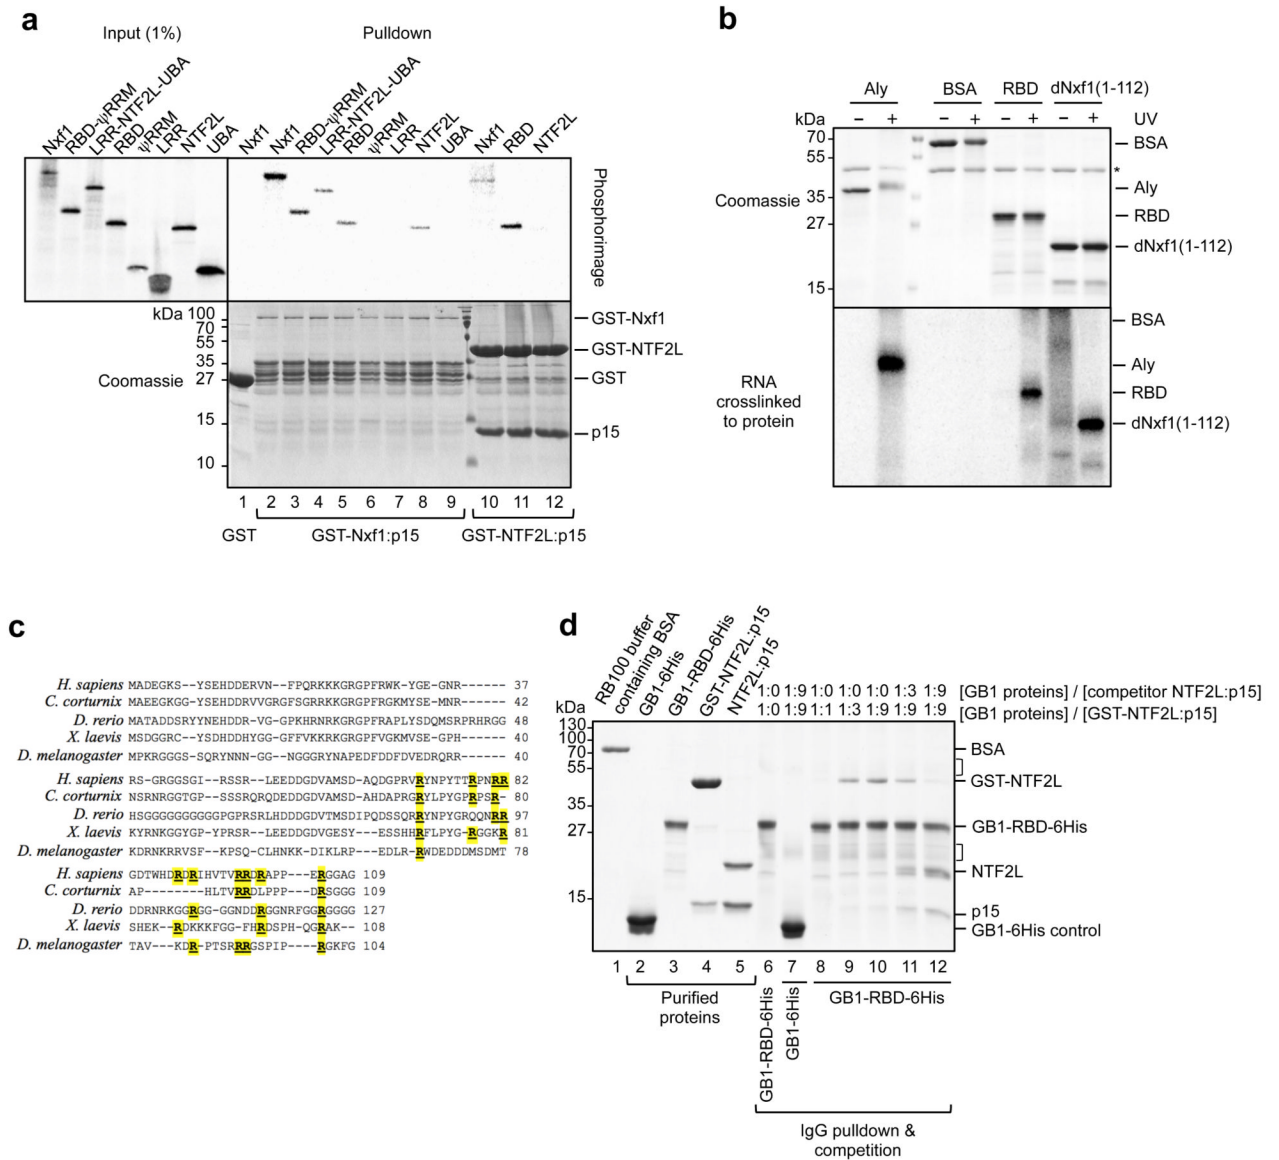 a
Input (1%)
Pulldown
Nxf1
RBD-ψRRM
LRR-NTF2L-UBA
RBD
ψRRM
LRR
NTF2L
UBA
Nxf1
Nxf1
RBD-ψRRM
LRR-NTF2L-UBA
RBD
ψRRM
LRR
NTF2L
UBA
Nxf1
RBD
NTF2L
Phosphorimage
kDa 100
70
55
35
27
15
10
Coomassie
GST-Nxf1
GST-NTF2L
GST
p15
1 2 3 4 5 6 7 8 9 10 11 12
GST GST-Nxf1:p15 GST-NTF2L:p15
b
Aly BSA RBD dNxf1(1-112)
kDa - + - + - + - + UV
70
55
35
27
15
Coomassie
BSA
*
Aly
RBD
dNxf1(1-112)
RNA
crosslinked
to protein
BSA
Aly
RBD
dNxf1(1-112)
c
H. sapiens MADEGKS--YSEHDDERVN--FPQRKKKGRGPFRWK-YGE-GNR------ 37
C. corturnix MAEEGKGG-YSEHDDRVVGRGFSGRRKRGRGPFRGKMYSE-MNR------ 42
D. rerio MTATADDSRYYNEHDDR-VG-GPKHRNRKGRGPFRAPLYSDQMSRPRHRGG 48
X. laevis MSDGGRC-YSDHDDHGGY-GFFVKKRKGRGPFVGKMVSE-GPH------ 40
D. melanogaster MPKRGGGS-SQRYNNN-GG-GGGRYNAPEDFDDFDVEDRQRR------ 40
H. sapiens RS-GRGGSGI--RSSR--LEEDDGDVAMSD-AQDGPRVRYNPYTTRPNRR 82
C. corturnix NSRNRGGTGP--SSSRQRQDEDDGDVAMSD-AHDAPRGRYLPYGPRPSR- 80
D. rerio HSGGGGGGGGGGPGRGR---LDDDGDVTMSDIPQDSSQRRYNPYGRQQNRR 97
X. laevis KYRNKGGYGP-YPRSR--LEEDDGDVGESY---ESSHHRFLPYG-RGGKR 81
D. melanogaster KDRNKRRVSF--KPSQ-CLHNKK-DIKLRP---EDLR-RWDEDDDMSDMT 78
H. sapiens GDTWHDRDRIHVTVRRDRAPP---ERGGAG 109
C. corturnix AP--------HLTVRRDLPPP---DRSGGG 109
D. rerio DDRNRKGGRGG-GGNDDRGGNRFGGRGGGG 127
X. laevis SHEK--RDKKKFGG-FHRDSPH-QGRAK-- 108
D. melanogaster TAV---KDR-PTSRRRGSPIP---RGKFG 104
d
RB100 buffer
containing BSA
GB1-6His
GB1-RBD-6His
GST-NTF2L:p15
NTF2L:p15
1:0 1:9 1:0 1:0 1:0 1:3 1:9 [GB1 proteins] / [competitor NTF2L:p15]
1:0 1:9 1:1 1:3 1:9 1:9 1:9 [GB1 proteins] / [GST-NTF2L:p15]
kDa
130
100
70
55
35
27
15
BSA
GST-NTF2L
GB1-RBD-6His
NTF2L
p15
GB1-6His control
1 2 3 4 5 6 7 8 9 10 11 12
Purified
proteins
GB1-RBD-6His
GB1-6His
GB1-RBD-6His
IgG pulldown &
competition